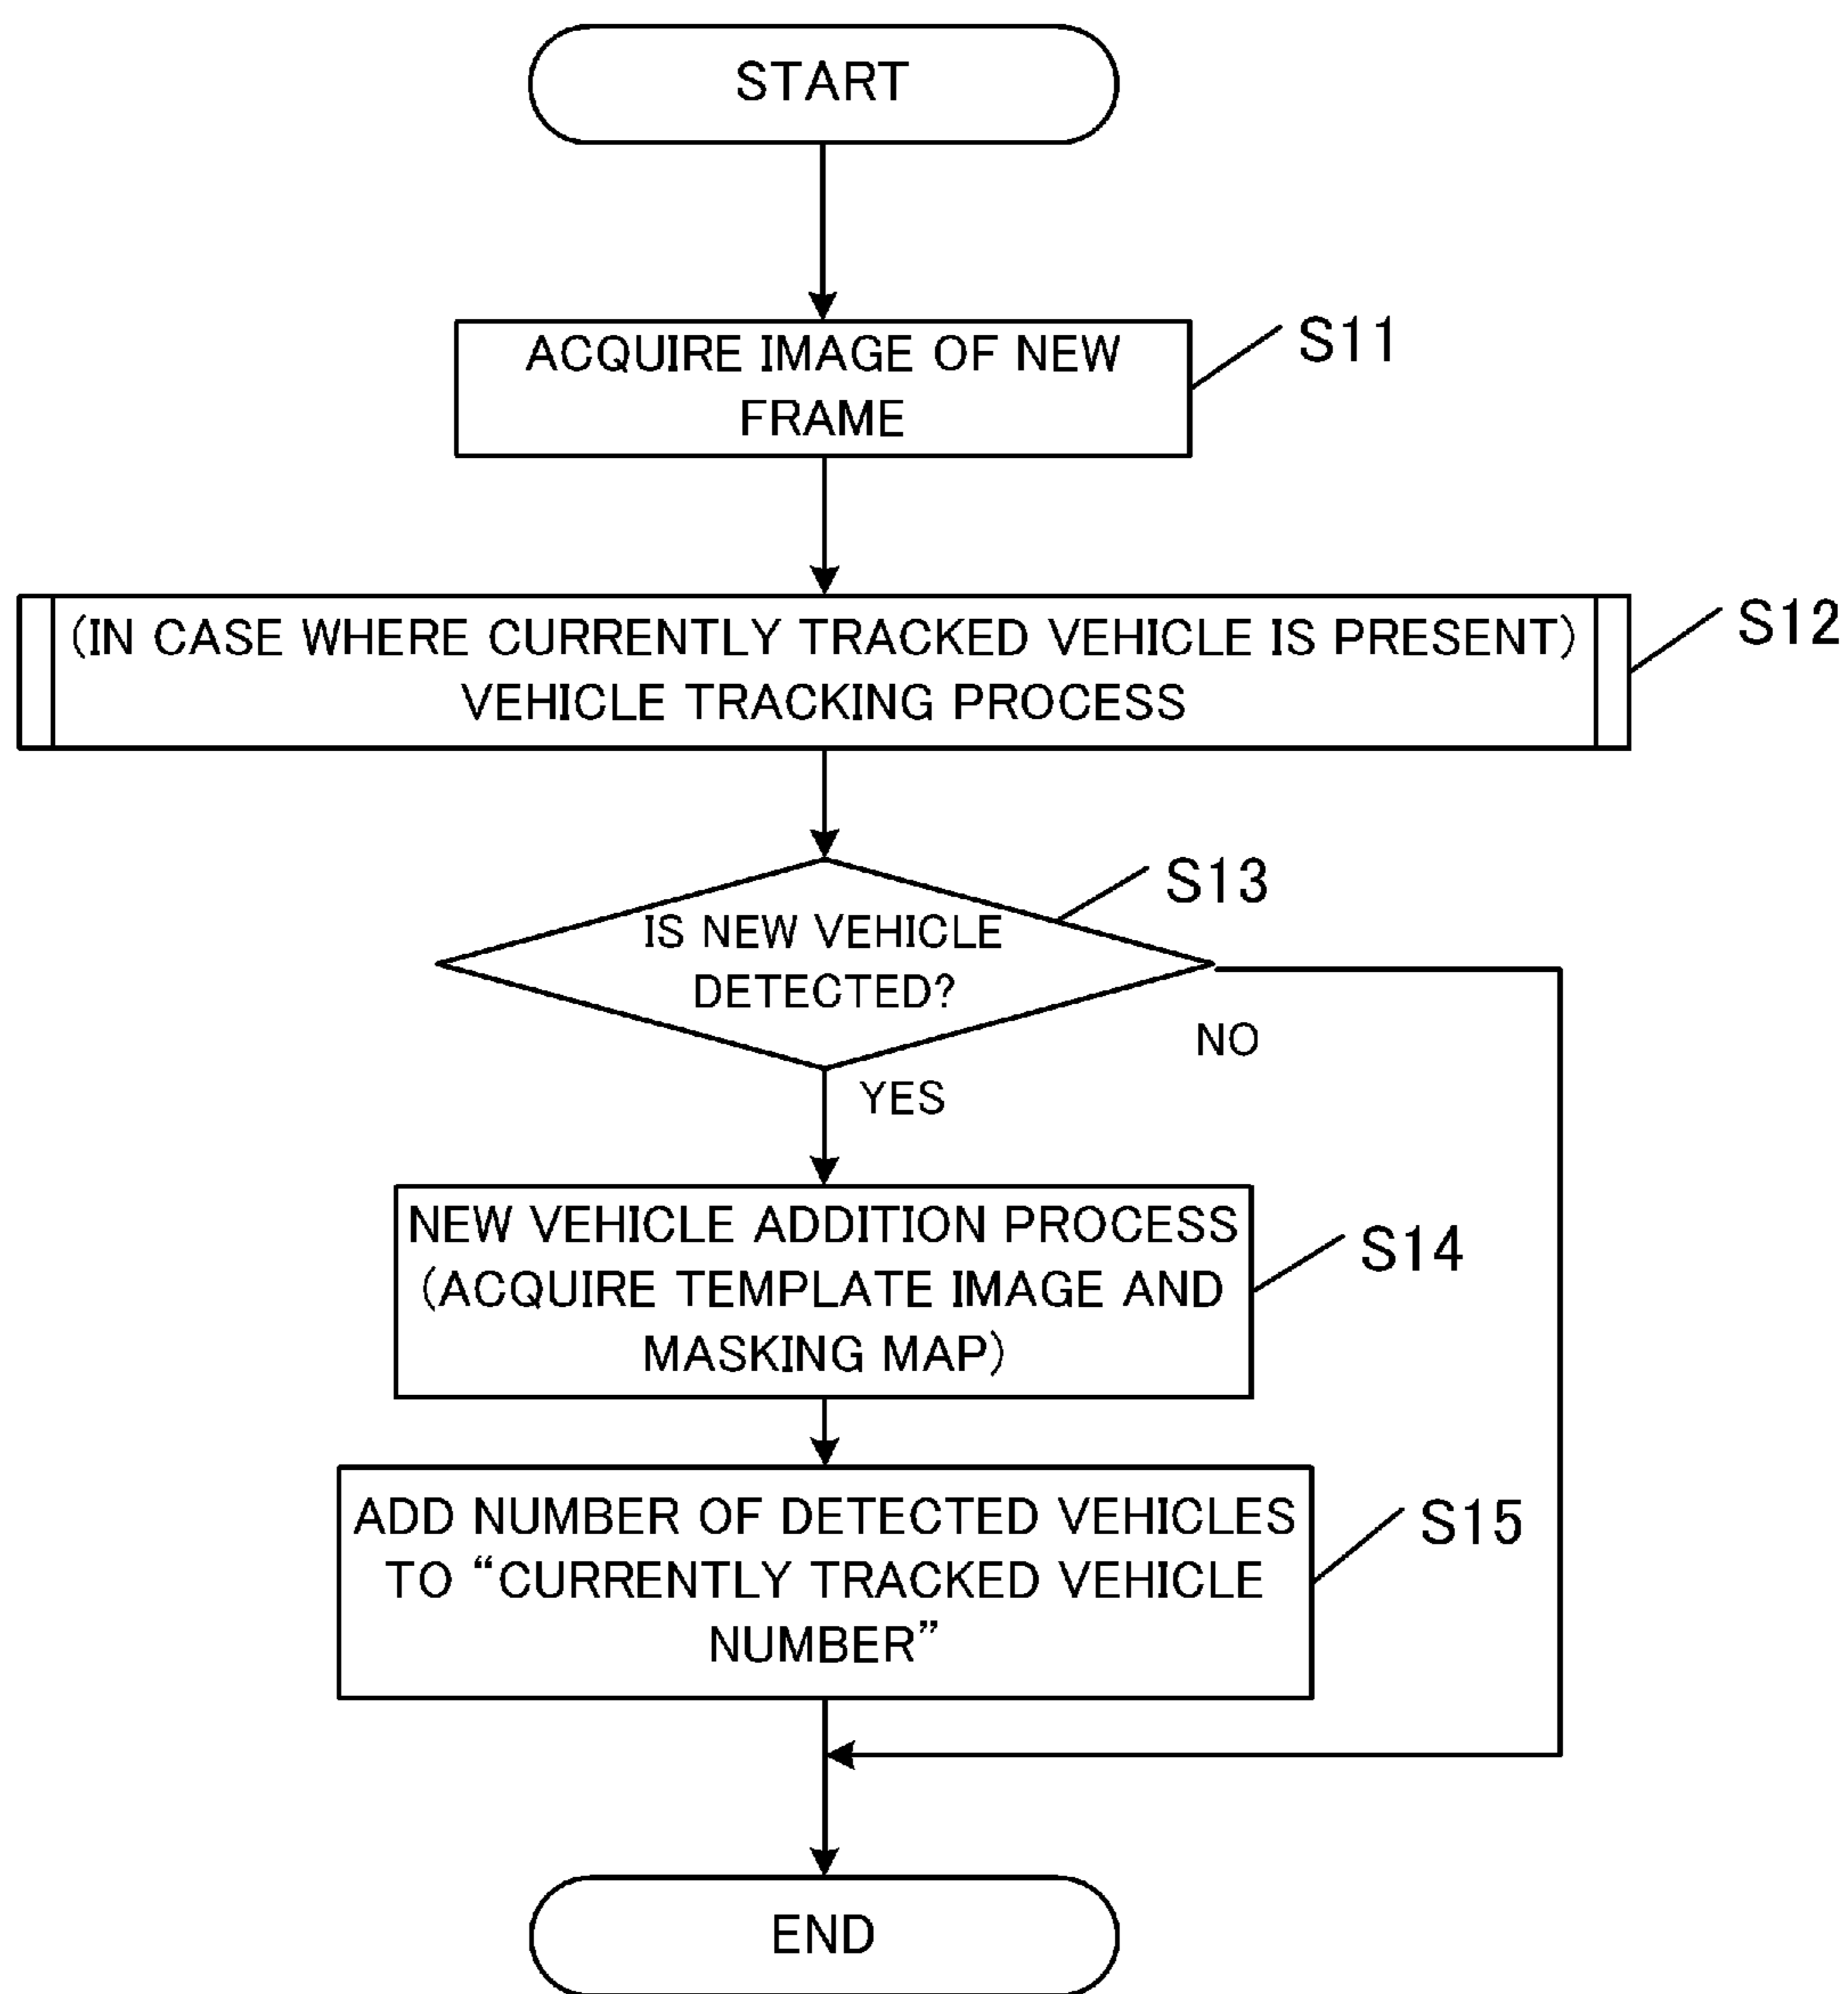 START
ACQUIRE IMAGE OF NEW
FRAME
S11
(IN CASE WHERE CURRENTLY TRACKED VEHICLE IS PRESENT)
VEHICLE TRACKING PROCESS
S12
IS NEW VEHICLE
DETECTED?
S13
NO
YES
NEW VEHICLE ADDITION PROCESS
(ACQUIRE TEMPLATE IMAGE AND
MASKING MAP)
S14
ADD NUMBER OF DETECTED VEHICLES
TO “CURRENTLY TRACKED VEHICLE
NUMBER”
S15
END